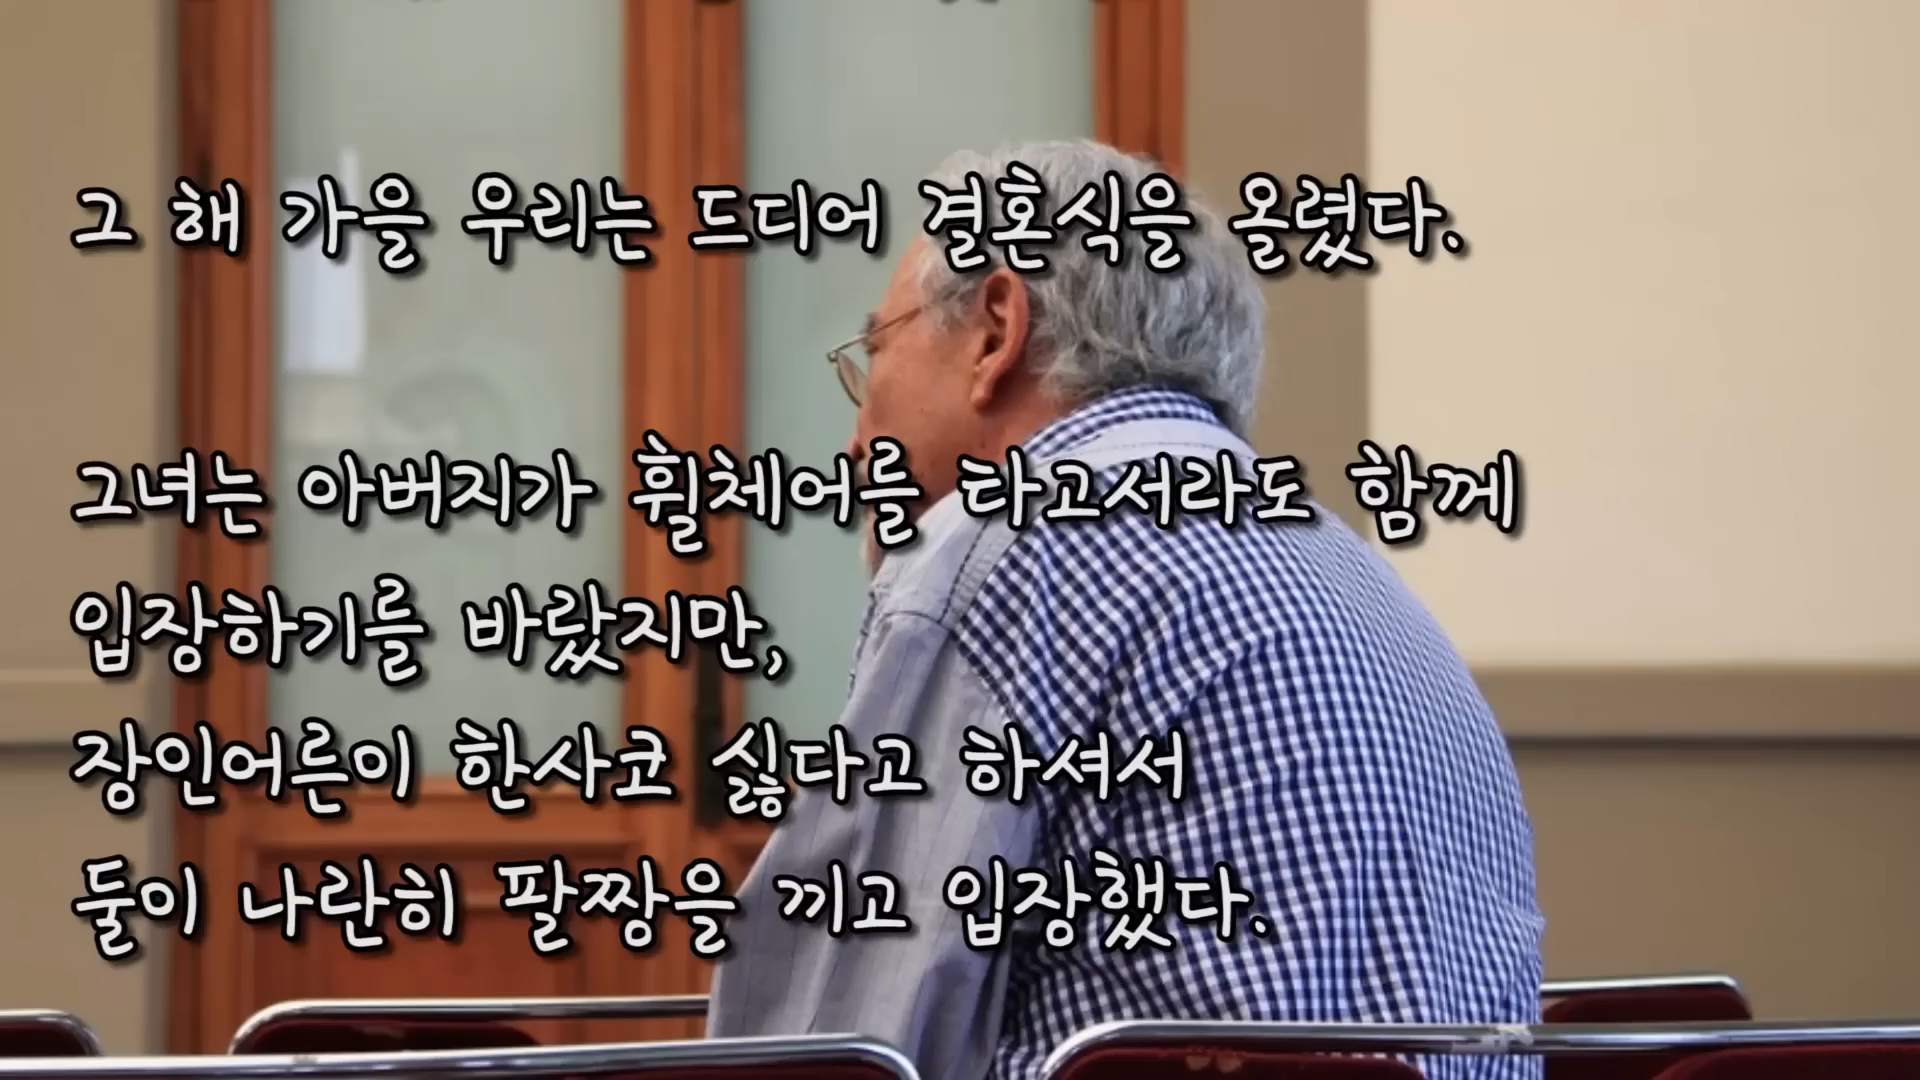 그 해 가을 우리는 드디어 결혼식을 올렸다.
그녀는 아버지가 휠체어를 타고서라도 함께
입장하기를 바랐지만,
장인어른이 한사코 싫다고 하셔서
둘이 나란히 팔짱을 끼고 입장했다.